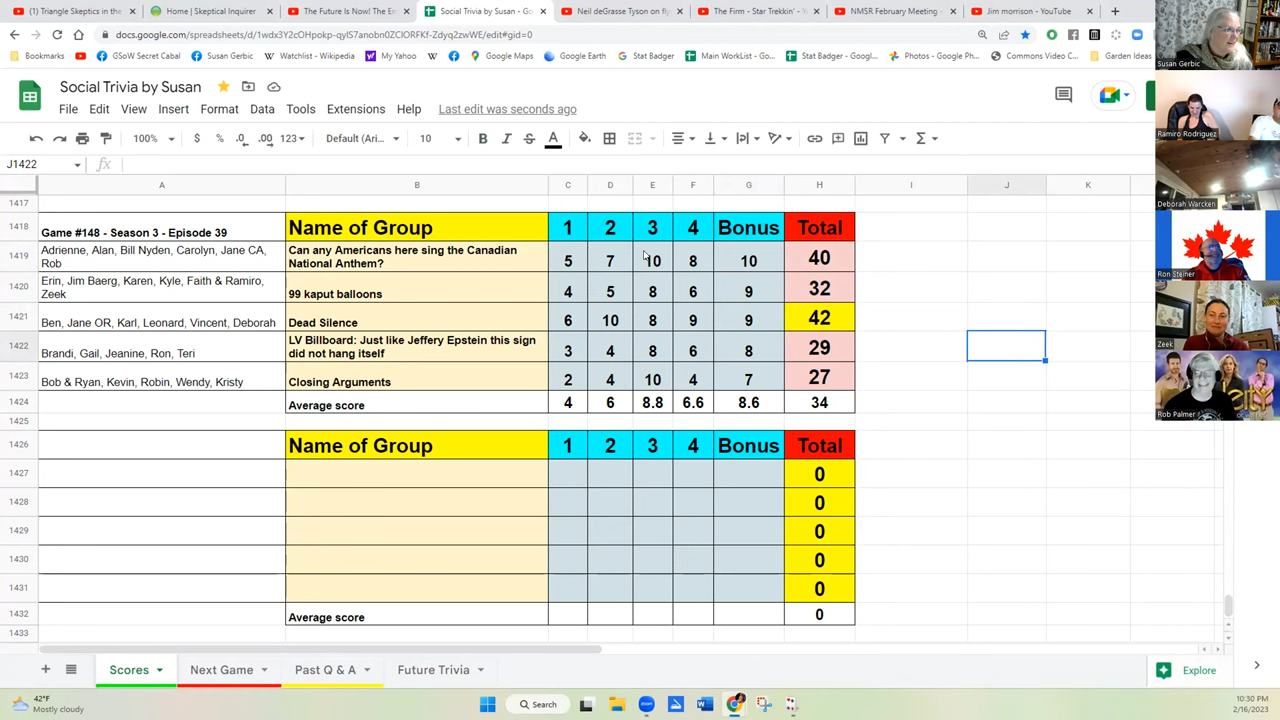 (1) Triangle Skeptics in the
Home | Skeptical Inquirer
The Future Is Now! The E
Social Trivia by Susan - Go
Neil deGrasse Tyson on fly
The Firm - Star Trekkin' - Y
NMSR February Meeting -
Jim morrison - YouTube
docs.google.com/spreadsheets/d/1wdx3Y2cOHpokp-qyIS7anobn0ZCIORFKf-Zdyq2zwWE/edit#gid=0
Bookmarks
GSoW Secret Cabal
Susan Gerbic
Watchlist - Wikipedia
My Yahoo
Google Maps
Google Earth
Stat Badger
Main WorkList - Go...
Stat Badger - Googl...
Photos - Google Ph...
Commons Video C...
Garden Ideas
Social Trivia by Susan
File Edit View Insert Format Data Tools Extensions Help Last edit was seconds ago
100% $ % .0 .00 123 Default (Ari... 10 B I S A
J1422 fx
A B C D E F G H I J K
1417
1418 Game #148 - Season 3 - Episode 39 Name of Group 1 2 3 4 Bonus Total
1419 Adrienne, Alan, Bill Nyden, Carolyn, Jane CA, Rob Can any Americans here sing the Canadian National Anthem? 5 7 10 8 10 40
1420 Erin, Jim Baerg, Karen, Kyle, Faith & Ramiro, Zeek 99 kaput balloons 4 5 8 6 9 32
1421 Ben, Jane OR, Karl, Leonard, Vincent, Deborah Dead Silence 6 10 8 9 9 42
1422 Brandi, Gail, Jeanine, Ron, Teri LV Billboard: Just like Jeffery Epstein this sign did not hang itself 3 4 8 6 8 29
1423 Bob & Ryan, Kevin, Robin, Wendy, Kristy Closing Arguments 2 4 10 4 7 27
1424 Average score 4 6 8.8 6.6 8.6 34
1425
1426 Name of Group 1 2 3 4 Bonus Total
1427 0
1428 0
1429 0
1430 0
1431 0
1432 Average score 0
1433
Scores
Next Game
Past Q & A
Future Trivia
Explore
42°F
Mostly cloudy
Search
10:30 PM
2/16/2023
Susan Gerbic
Ramiro Rodriguez
Deborah Warcken
Ron Steiner
Zeek
Rob Palmer